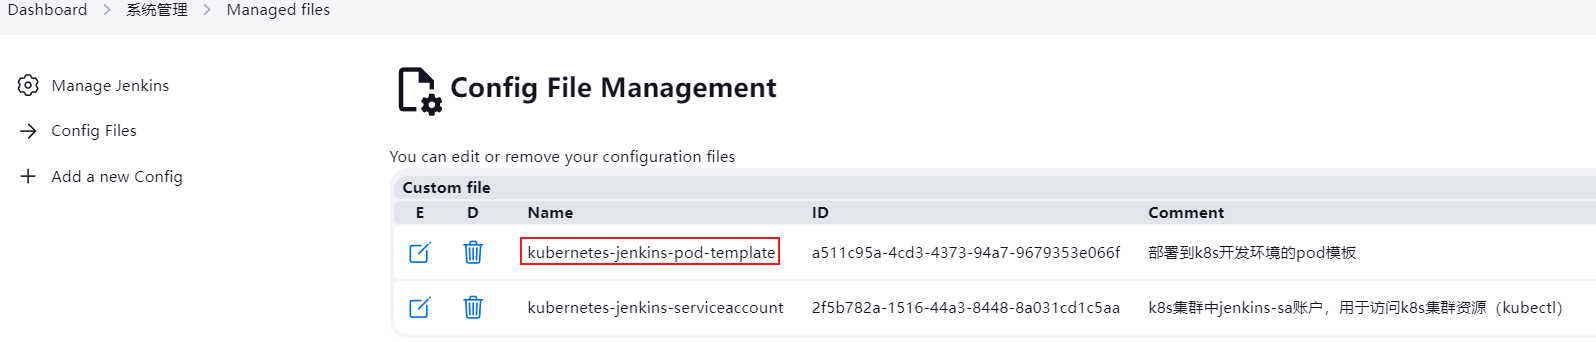 Dashboard > 系统管理 > Managed files
Manage Jenkins
Config Files
Add a new Config
Config File Management
You can edit or remove your configuration files
Custom file
E D Name ID Comment
kubernetes-jenkins-pod-template a511c95a-4cd3-4373-94a7-9679353e066f 部署到k8s开发环境的pod模板
kubernetes-jenkins-serviceaccount 2f5b782a-1516-44a3-8448-8a031cd1c5aa k8s集群中jenkins-sa账户，用于访问k8s集群资源（kubectl）